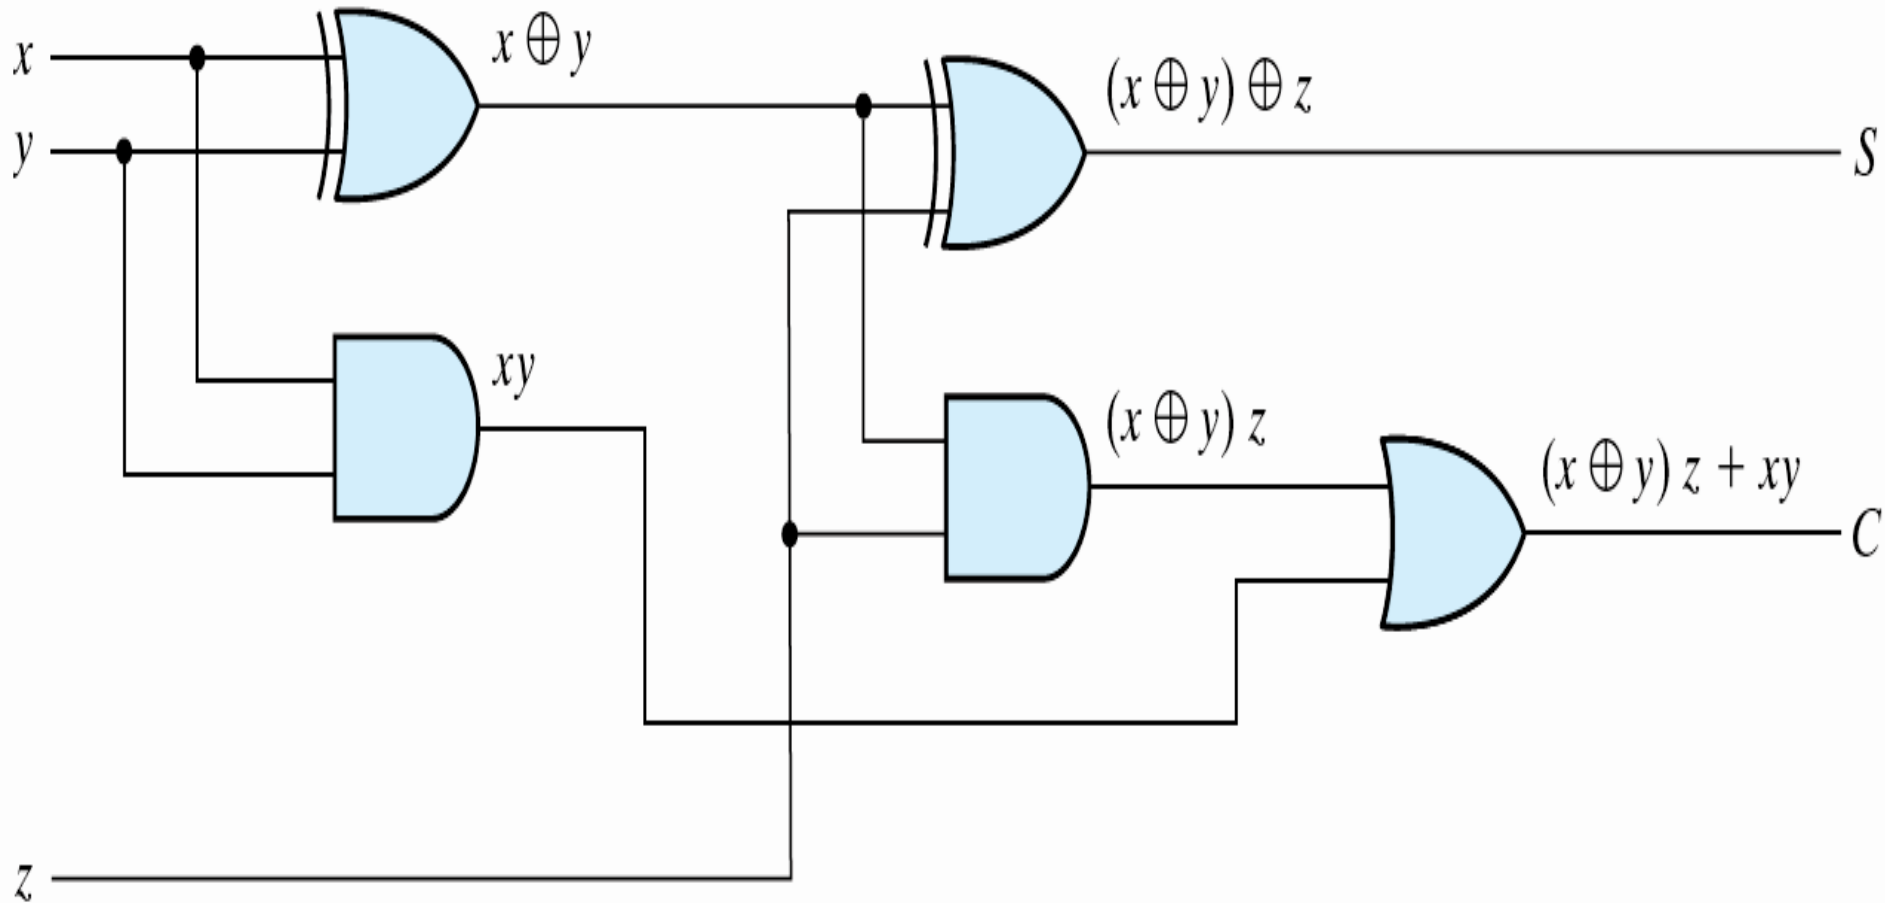 x
x ⊕ y
(x ⊕ y) ⊕ z
y
S
xy
(x ⊕ y) z
(x ⊕ y) z + xy
C
z